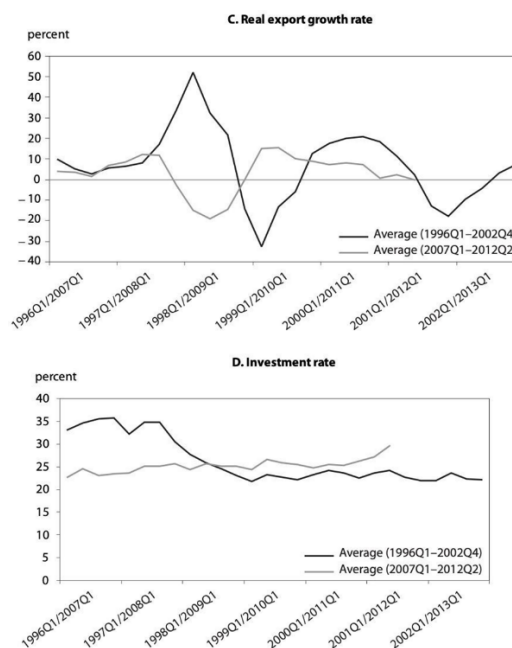 C. Real export growth rate
percent
60
50
40
30
20
10
0
– 10
– 20
– 30
– 40
Average (1996Q1–2002Q4)
Average (2007Q1–2012Q2)
1996Q1/2007Q1
1997Q1/2008Q1
1998Q1/2009Q1
1999Q1/2010Q1
2000Q1/2011Q1
2001Q1/2012Q1
2002Q1/2013Q1
D. Investment rate
percent
40
35
30
25
20
15
10
5
0
Average (1996Q1–2002Q4)
Average (2007Q1–2012Q2)
1996Q1/2007Q1
1997Q1/2008Q1
1998Q1/2009Q1
1999Q1/2010Q1
2000Q1/2011Q1
2001Q1/2012Q1
2002Q1/2013Q1